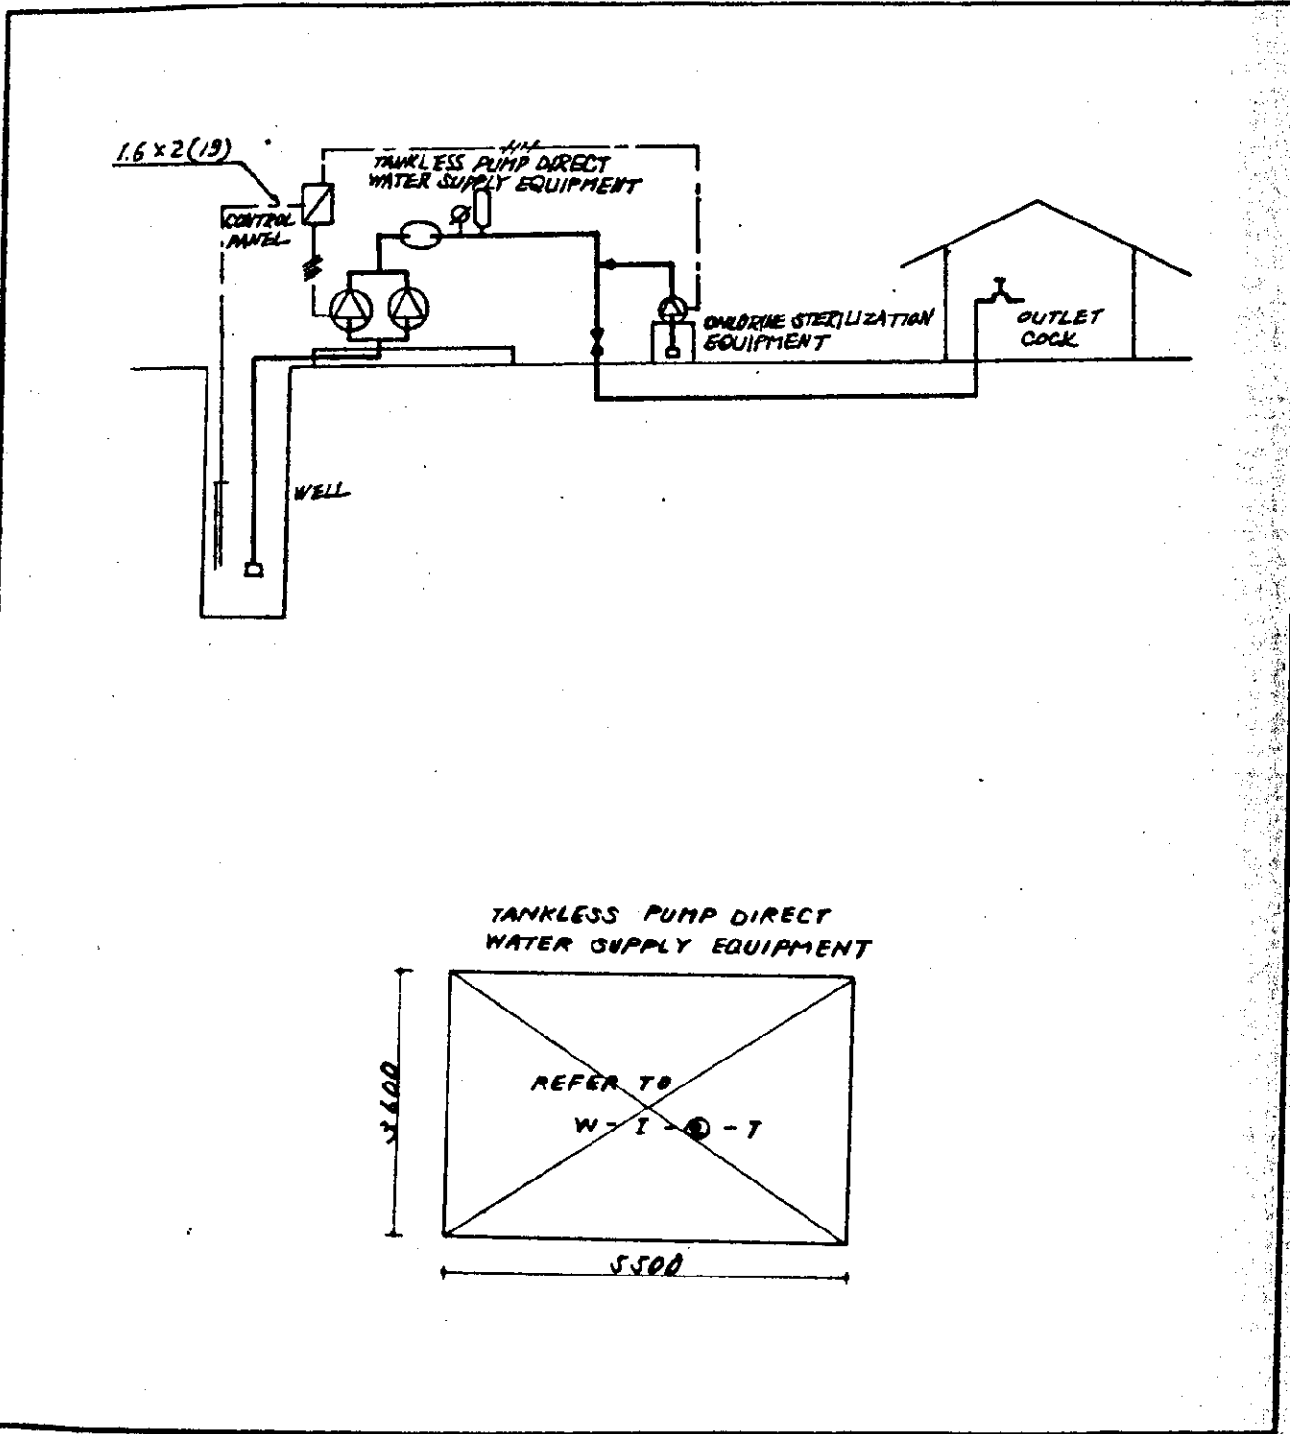 1.6 x 2 (19)
TANKLESS PUMP DIRECT
WATER SUPPLY EQUIPMENT
CONTROL
PANEL
CHLORINE STERILIZATION
EQUIPMENT
OUTLET
COCK
WELL
TANKLESS PUMP DIRECT
WATER SUPPLY EQUIPMENT
REFER TO
W - I - - T
3600
5500